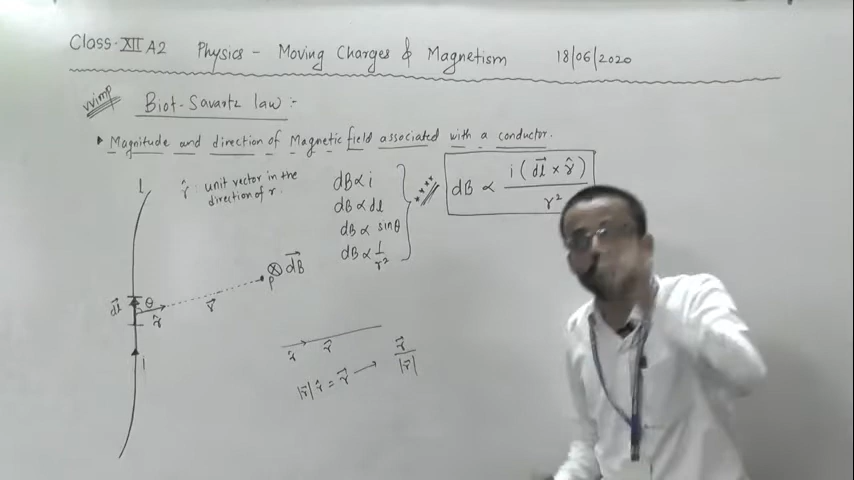 Class-XII A2 Physics - Moving Charges & Magnetism 18/06/2020
VVimp
Biot-Savartz law :-
Magnitude and direction of Magnetic field associated with a conductor.
r̂ : unit vector in the
direction of r.
dB ∝ i
dB ∝ dl
dB ∝ sinθ
dB ∝ 1/r²
dB ∝ i(dl⃗ × r̂)/r²
dl⃗ θ
r̂
r⃗
P
⊗ dB⃗
r⃗
|r⃗| r̂ = r⃗ → r⃗/|r⃗|